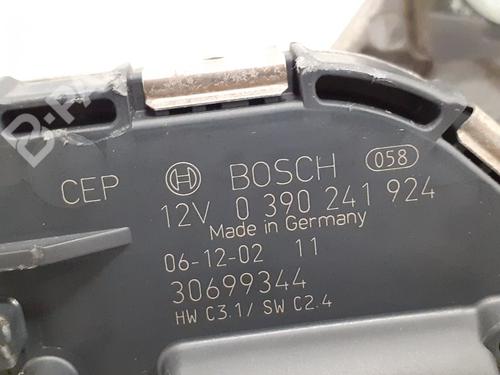 CEP BOSCH 058
12V 0 390 241 924
Made in Germany
06-12-02 11
30699344
HW C3.1/ SW C2.4